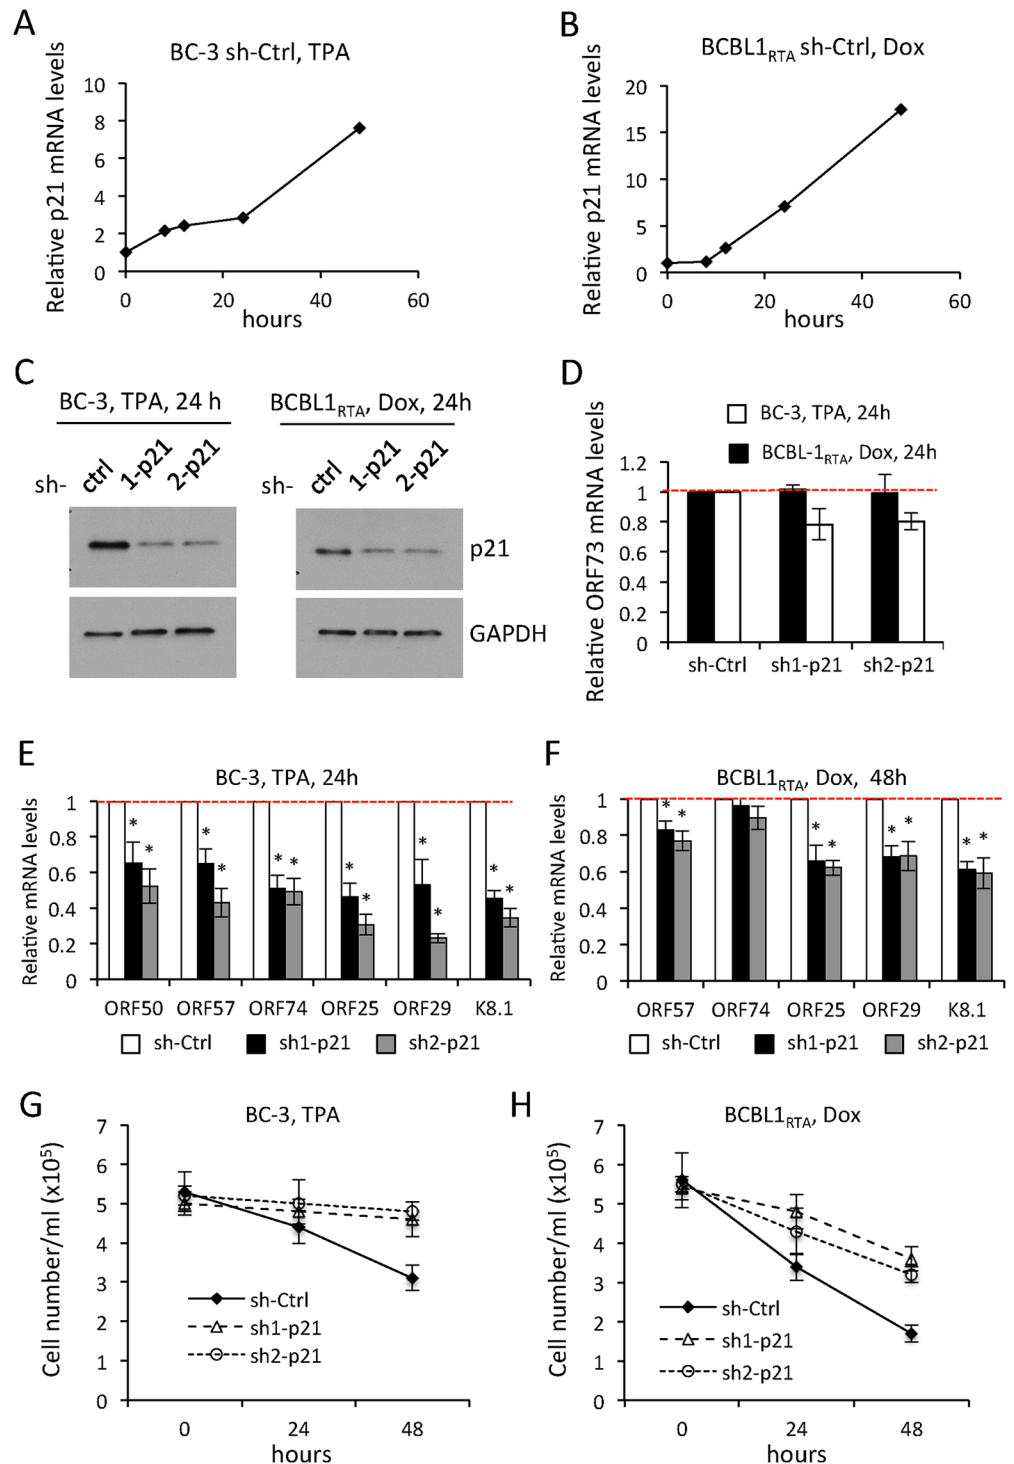 A
BC-3 sh-Ctrl, TPA
Relative p21 mRNA levels
10
8
6
4
2
0
0 20 40 60
hours
B
BCBL1RTA sh-Ctrl, Dox
Relative p21 mRNA levels
20
15
10
5
0
0 20 40 60
hours
C
BC-3, TPA, 24 h
BCBL1RTA, Dox, 24h
sh- ctrl 1-p21 2-p21
sh- ctrl 1-p21 2-p21
p21
GAPDH
D
BC-3, TPA, 24h
BCBL-1RTA, Dox, 24h
Relative ORF73 mRNA levels
1.2
1
0.8
0.6
0.4
0.2
0
sh-Ctrl sh1-p21 sh2-p21
E
BC-3, TPA, 24h
Relative mRNA levels
1
0.8
0.6
0.4
0.2
0
* * * * * * * * * * * *
ORF50 ORF57 ORF74 ORF25 ORF29 K8.1
sh-Ctrl sh1-p21 sh2-p21
F
BCBL1RTA, Dox, 48h
Relative mRNA levels
1
0.8
0.6
0.4
0.2
0
* * * * * * * *
ORF57 ORF74 ORF25 ORF29 K8.1
sh-Ctrl sh1-p21 sh2-p21
G
BC-3, TPA
Cell number/ml (x10⁵)
7
6
5
4
3
2
1
0
sh-Ctrl
sh1-p21
sh2-p21
0 24 48
hours
H
BCBL1RTA, Dox
Cell number/ml (x10⁵)
7
6
5
4
3
2
1
0
sh-Ctrl
sh1-p21
sh2-p21
0 24 48
hours